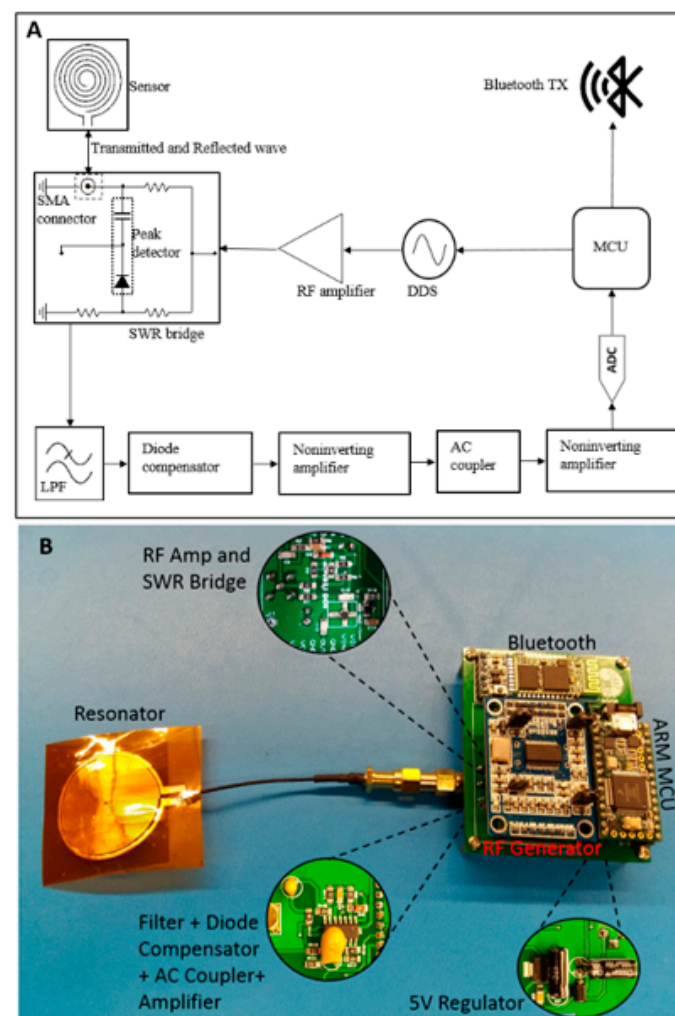 A
Sensor
Bluetooth TX
Transmitted and Reflected wave
SMA
connector
Peak
detector
SWR bridge
RF amplifier
DDS
MCU
ADC
LPF
Diode
compensator
Noninverting
amplifier
AC
coupler
Noninverting
amplifier
B
RF Amp and
SWR Bridge
Bluetooth
Resonator
ARM MCU
RF Generator
Filter + Diode
Compensator
+ AC Coupler+
Amplifier
5V Regulator